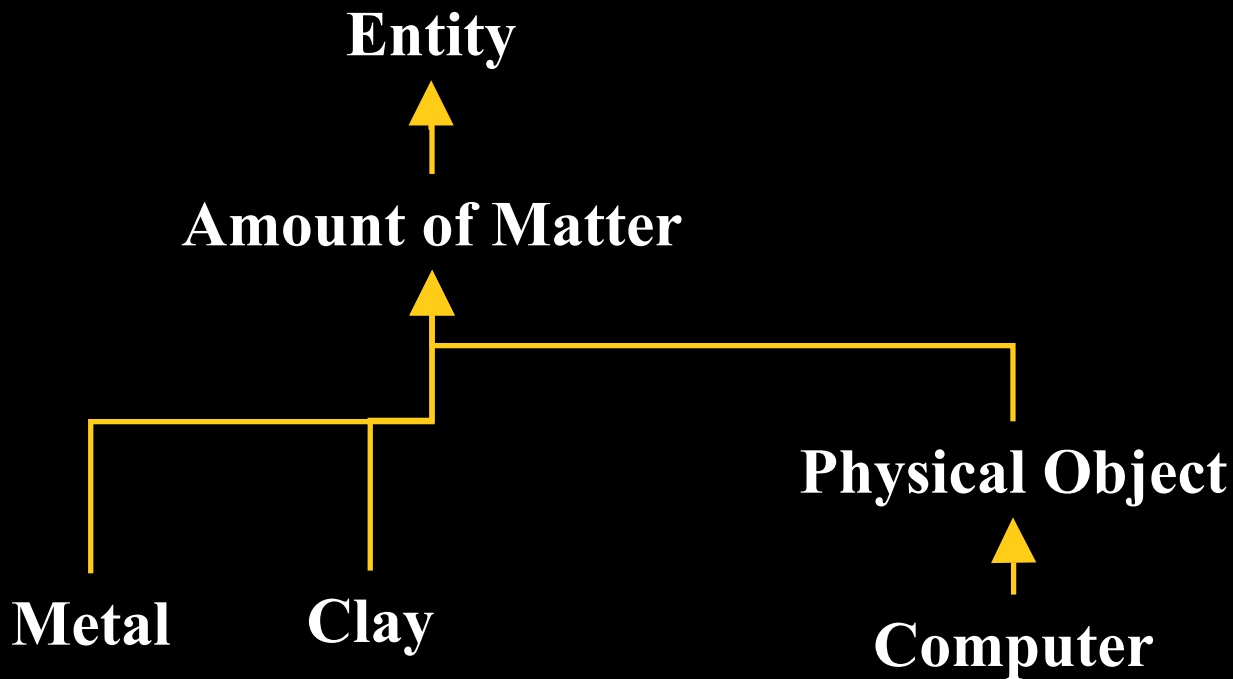 Entity
Amount of Matter
Physical Object
Metal
Clay
Computer